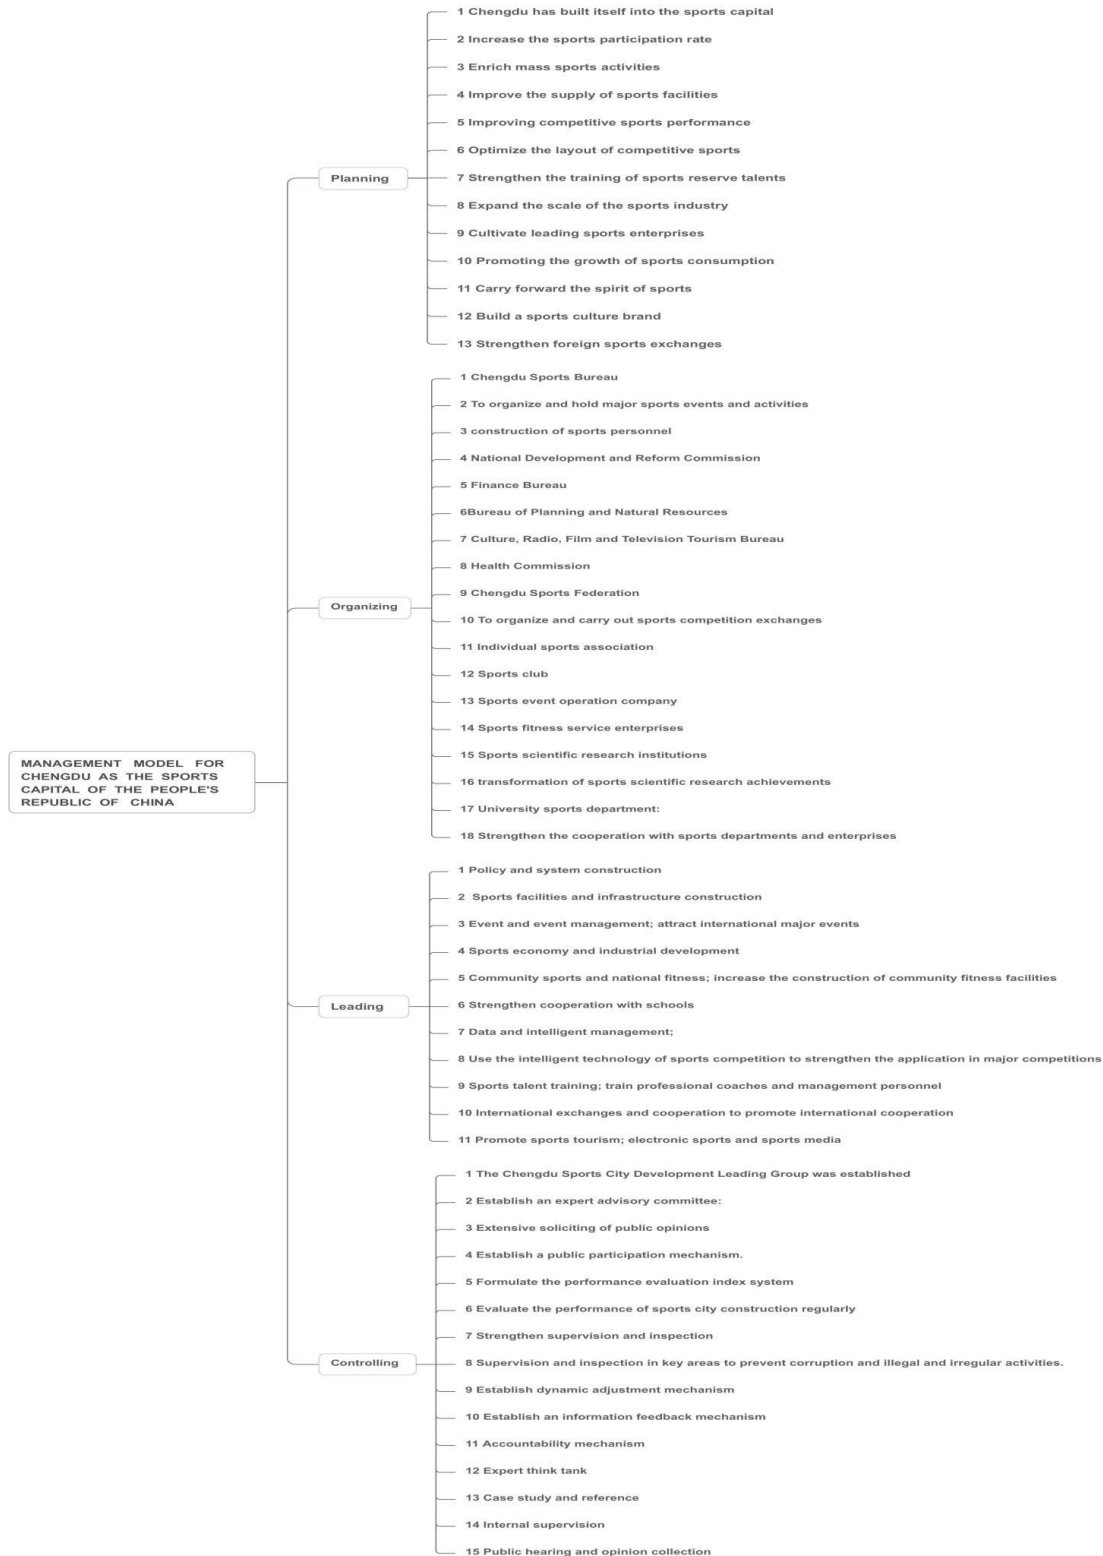 MANAGEMENT MODEL FOR
CHENGDU AS THE SPORTS
CAPITAL OF THE PEOPLE'S
REPUBLIC OF CHINA
Planning
1 Chengdu has built itself into the sports capital
2 Increase the sports participation rate
3 Enrich mass sports activities
4 Improve the supply of sports facilities
5 Improving competitive sports performance
6 Optimize the layout of competitive sports
7 Strengthen the training of sports reserve talents
8 Expand the scale of the sports industry
9 Cultivate leading sports enterprises
10 Promoting the growth of sports consumption
11 Carry forward the spirit of sports
12 Build a sports culture brand
13 Strengthen foreign sports exchanges
Organizing
1 Chengdu Sports Bureau
2 To organize and hold major sports events and activities
3 construction of sports personnel
4 National Development and Reform Commission
5 Finance Bureau
6Bureau of Planning and Natural Resources
7 Culture, Radio, Film and Television Tourism Bureau
8 Health Commission
9 Chengdu Sports Federation
10 To organize and carry out sports competition exchanges
11 Individual sports association
12 Sports club
13 Sports event operation company
14 Sports fitness service enterprises
15 Sports scientific research institutions
16 transformation of sports scientific research achievements
17 University sports department:
18 Strengthen the cooperation with sports departments and enterprises
Leading
1 Policy and system construction
2 Sports facilities and infrastructure construction
3 Event and event management; attract international major events
4 Sports economy and industrial development
5 Community sports and national fitness; increase the construction of community fitness facilities
6 Strengthen cooperation with schools
7 Data and intelligent management;
8 Use the intelligent technology of sports competition to strengthen the application in major competitions
9 Sports talent training; train professional coaches and management personnel
10 International exchanges and cooperation to promote international cooperation
11 Promote sports tourism; electronic sports and sports media
Controlling
1 The Chengdu Sports City Development Leading Group was established
2 Establish an expert advisory committee:
3 Extensive soliciting of public opinions
4 Establish a public participation mechanism.
5 Formulate the performance evaluation index system
6 Evaluate the performance of sports city construction regularly
7 Strengthen supervision and inspection
8 Supervision and inspection in key areas to prevent corruption and illegal and irregular activities.
9 Establish dynamic adjustment mechanism
10 Establish an information feedback mechanism
11 Accountability mechanism
12 Expert think tank
13 Case study and reference
14 Internal supervision
15 Public hearing and opinion collection